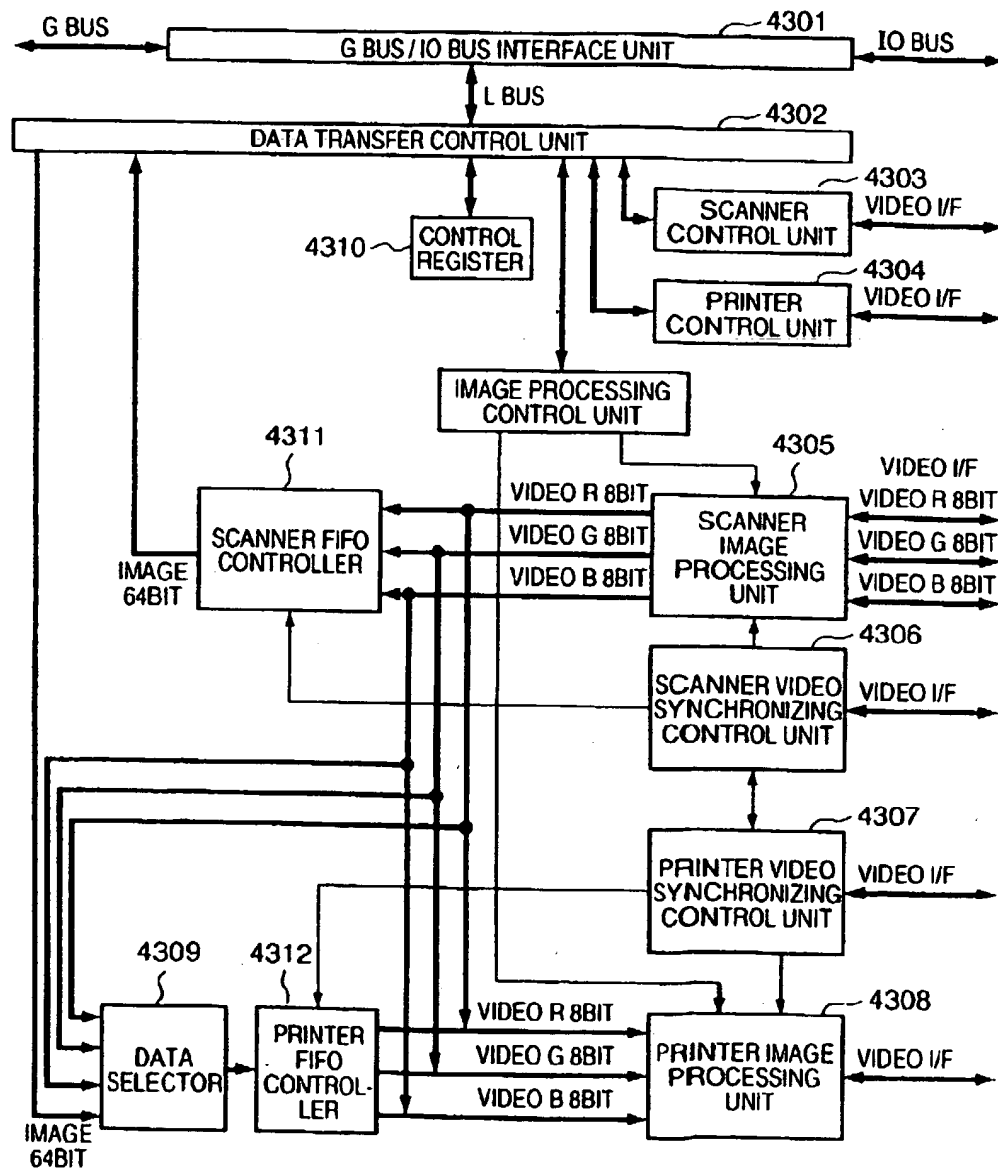 G BUS
4301
G BUS / IO BUS INTERFACE UNIT
IO BUS
L BUS
4302
DATA TRANSFER CONTROL UNIT
4303
SCANNER
CONTROL UNIT
VIDEO I/F
4310
CONTROL
REGISTER
4304
PRINTER
CONTROL UNIT
VIDEO I/F
IMAGE PROCESSING
CONTROL UNIT
4311
SCANNER FIFO
CONTROLLER
IMAGE
64BIT
VIDEO R 8BIT
VIDEO G 8BIT
VIDEO B 8BIT
4305
SCANNER
IMAGE
PROCESSING
UNIT
VIDEO I/F
VIDEO R 8BIT
VIDEO G 8BIT
VIDEO B 8BIT
4306
SCANNER VIDEO
SYNCHRONIZING
CONTROL UNIT
VIDEO I/F
4307
PRINTER VIDEO
SYNCHRONIZING
CONTROL UNIT
VIDEO I/F
4309
DATA
SELECTOR
IMAGE
64BIT
4312
PRINTER
FIFO
CONTROL-
LER
VIDEO R 8BIT
VIDEO G 8BIT
VIDEO B 8BIT
4308
PRINTER IMAGE
PROCESSING
UNIT
VIDEO I/F